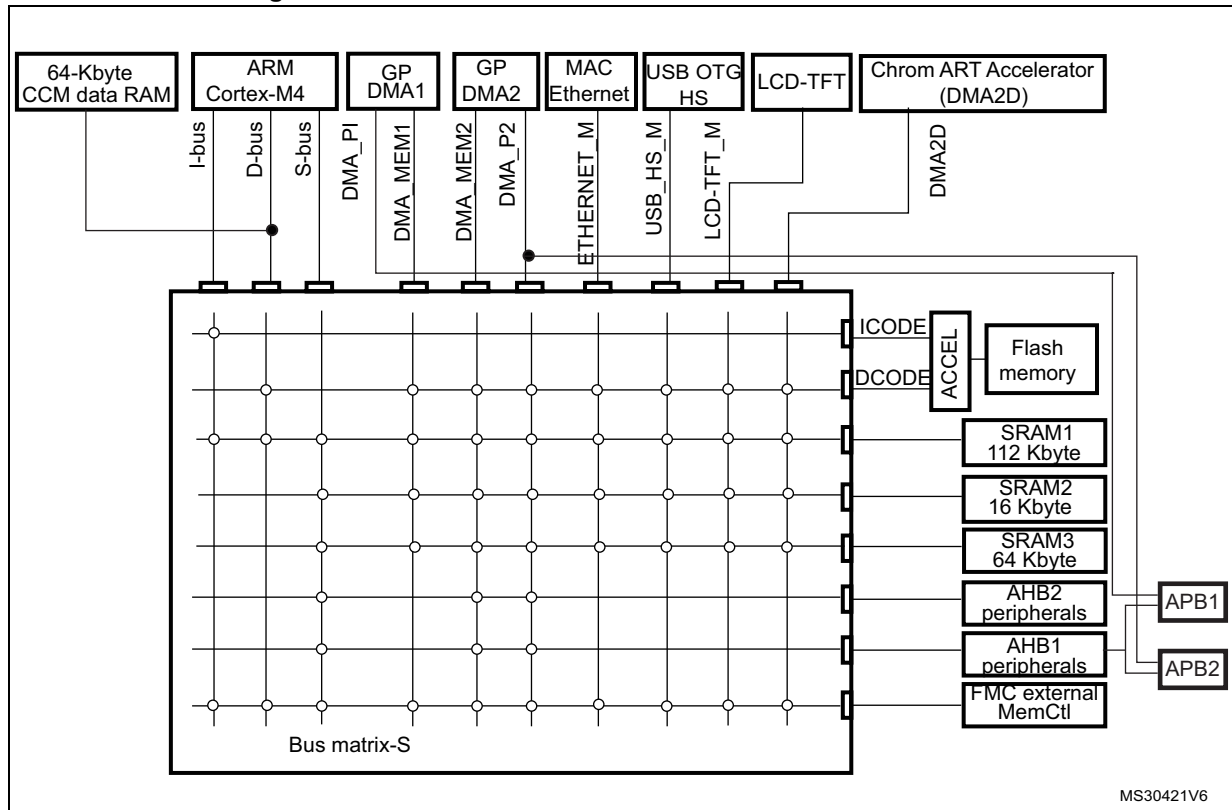 64-Kbyte
CCM data RAM
ARM
Cortex-M4
GP
DMA1
GP
DMA2
MAC
Ethernet
USB OTG
HS
LCD-TFT
Chrom ART Accelerator
(DMA2D)
I-bus
D-bus
S-bus
DMA_PI
DMA_MEM1
DMA_MEM2
DMA_P2
ETHERNET_M
USB_HS_M
LCD-TFT_M
DMA2D
ICODE
DCODE
ACCEL
Flash
memory
SRAM1
112 Kbyte
SRAM2
16 Kbyte
SRAM3
64 Kbyte
AHB2
peripherals
AHB1
peripherals
FMC external
MemCtl
APB1
APB2
Bus matrix-S
MS30421V6